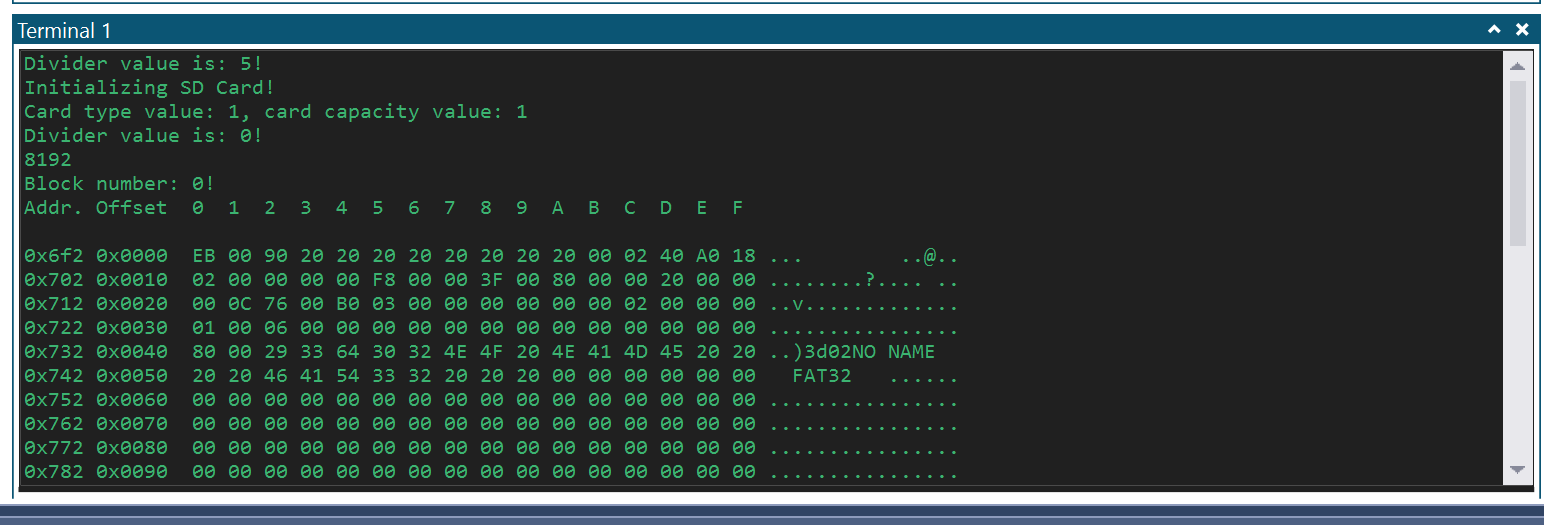 Terminal 1
Divider value is: 5!
Initializing SD Card!
Card type value: 1, card capacity value: 1
Divider value is: 0!
8192
Block number: 0!
Addr. Offset  0  1  2  3  4  5  6  7  8  9  A  B  C  D  E  F
0x6f2 0x0000  EB 00 90 20 20 20 20 20 20 20 20 00 02 40 A0 18 ...        ..@..
0x702 0x0010  02 00 00 00 00 F8 00 00 3F 00 80 00 00 20 00 00 ........?.... ..
0x712 0x0020  00 0C 76 00 B0 03 00 00 00 00 00 00 02 00 00 00 ..v.............
0x722 0x0030  01 00 06 00 00 00 00 00 00 00 00 00 00 00 00 00 ................
0x732 0x0040  80 00 29 33 64 30 32 4E 4F 20 4E 41 4D 45 20 20 ..)3d02NO NAME
0x742 0x0050  20 20 46 41 54 33 32 20 20 20 00 00 00 00 00 00   FAT32   ......
0x752 0x0060  00 00 00 00 00 00 00 00 00 00 00 00 00 00 00 00 ................
0x762 0x0070  00 00 00 00 00 00 00 00 00 00 00 00 00 00 00 00 ................
0x772 0x0080  00 00 00 00 00 00 00 00 00 00 00 00 00 00 00 00 ................
0x782 0x0090  00 00 00 00 00 00 00 00 00 00 00 00 00 00 00 00 ................